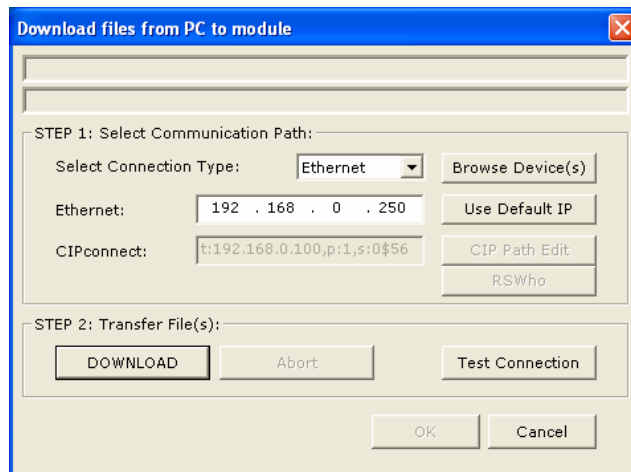 Download files from PC to module
STEP 1: Select Communication Path:
Select Connection Type: Ethernet Browse Device(s)
Ethernet: 192 . 168 . 0 . 250 Use Default IP
CIPconnect: t:192.168.0.100,p:1,s:0$56 CIP Path Edit
RSWho
STEP 2: Transfer File(s):
DOWNLOAD Abort Test Connection
OK Cancel